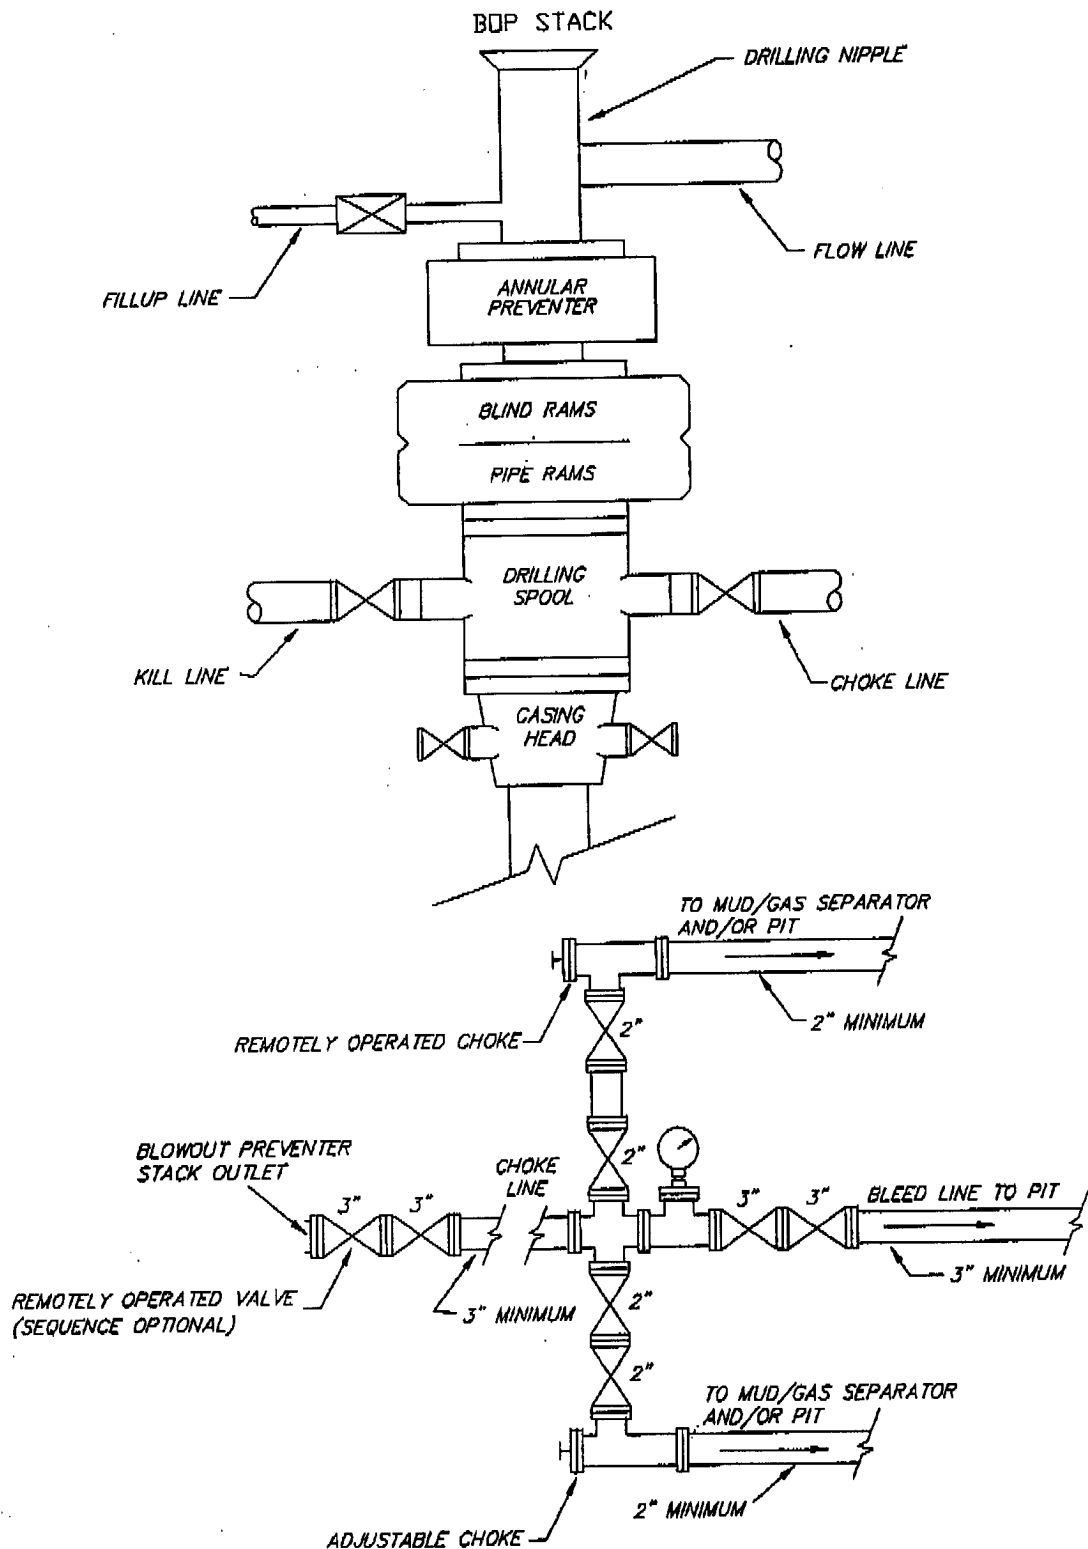 BOP STACK
DRILLING NIPPLE
FLOW LINE
FILLUP LINE
ANNULAR
PREVENTER
BLIND RAMS
PIPE RAMS
DRILLING
SPOOL
KILL LINE
CHOKE LINE
CASING
HEAD
TO MUD/GAS SEPARATOR
AND/OR PIT
2" MINIMUM
REMOTELY OPERATED CHOKE
2"
2"
BLOWOUT PREVENTER
STACK OUTLET
CHOKE
LINE
3"
3"
3"
3"
BLEED LINE TO PIT
3" MINIMUM
REMOTELY OPERATED VALVE
(SEQUENCE OPTIONAL)
3" MINIMUM
2"
2"
TO MUD/GAS SEPARATOR
AND/OR PIT
2" MINIMUM
ADJUSTABLE CHOKE